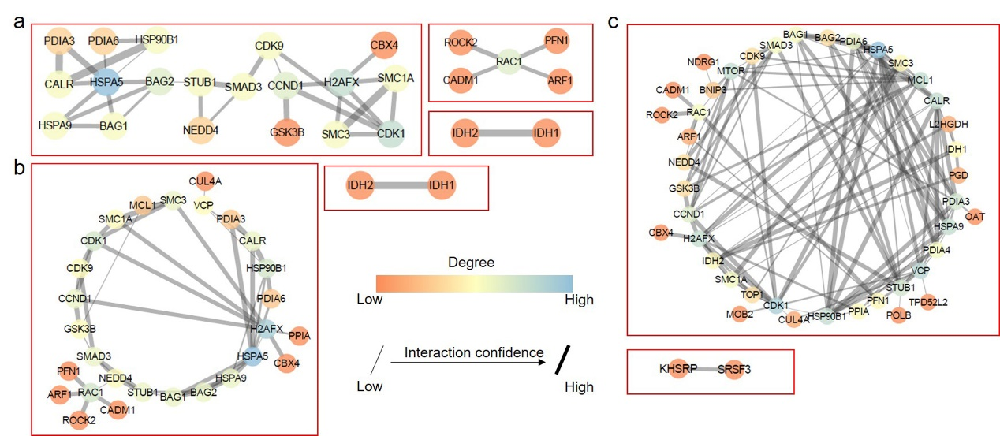 a
PDIA3 PDIA6 HSP90B1
CALR HSPA5 BAG2 STUB1 SMAD3
HSPA9 BAG1 NEDD4
CDK9 CBX4
CCND1 H2AFX SMC1A
GSK3B SMC3 CDK1
ROCK2 PFN1
RAC1
CADM1 ARF1
IDH2 IDH1
b
CUL4A
VCP
PDIA3
CALR
HSP90B1
PDIA6
H2AFX
PPIA
CBX4
HSPA5
HSPA9
BAG2
BAG1
STUB1
NEDD4
SMAD3
PFN1
RAC1
ARF1
ROCK2
CADM1
GSK3B
CCND1
CDK9
CDK1
SMC1A
MCL1
SMC3
IDH2 IDH1
Degree
Low High
Interaction confidence
Low High
c
BAG1
BAG2
PDIA6
HSPA5
SMC3
MCL1
CALR
L2HGDH
IDH1
PGD
PDIA3
OAT
HSPA9
PDIA4
VCP
STUB1
TPD52L2
PFN1
POLB
PPIA
HSP90B1
CUL4A
CDK1
MOB2
TOP1
SMC1A
IDH2
H2AFX
CBX4
CCND1
GSK3B
NEDD4
ARF1
RAC1
ROCK2
CADM1
BNIP3
NDRG1
MTOR
CDK9
SMAD3
KHSRP SRSF3